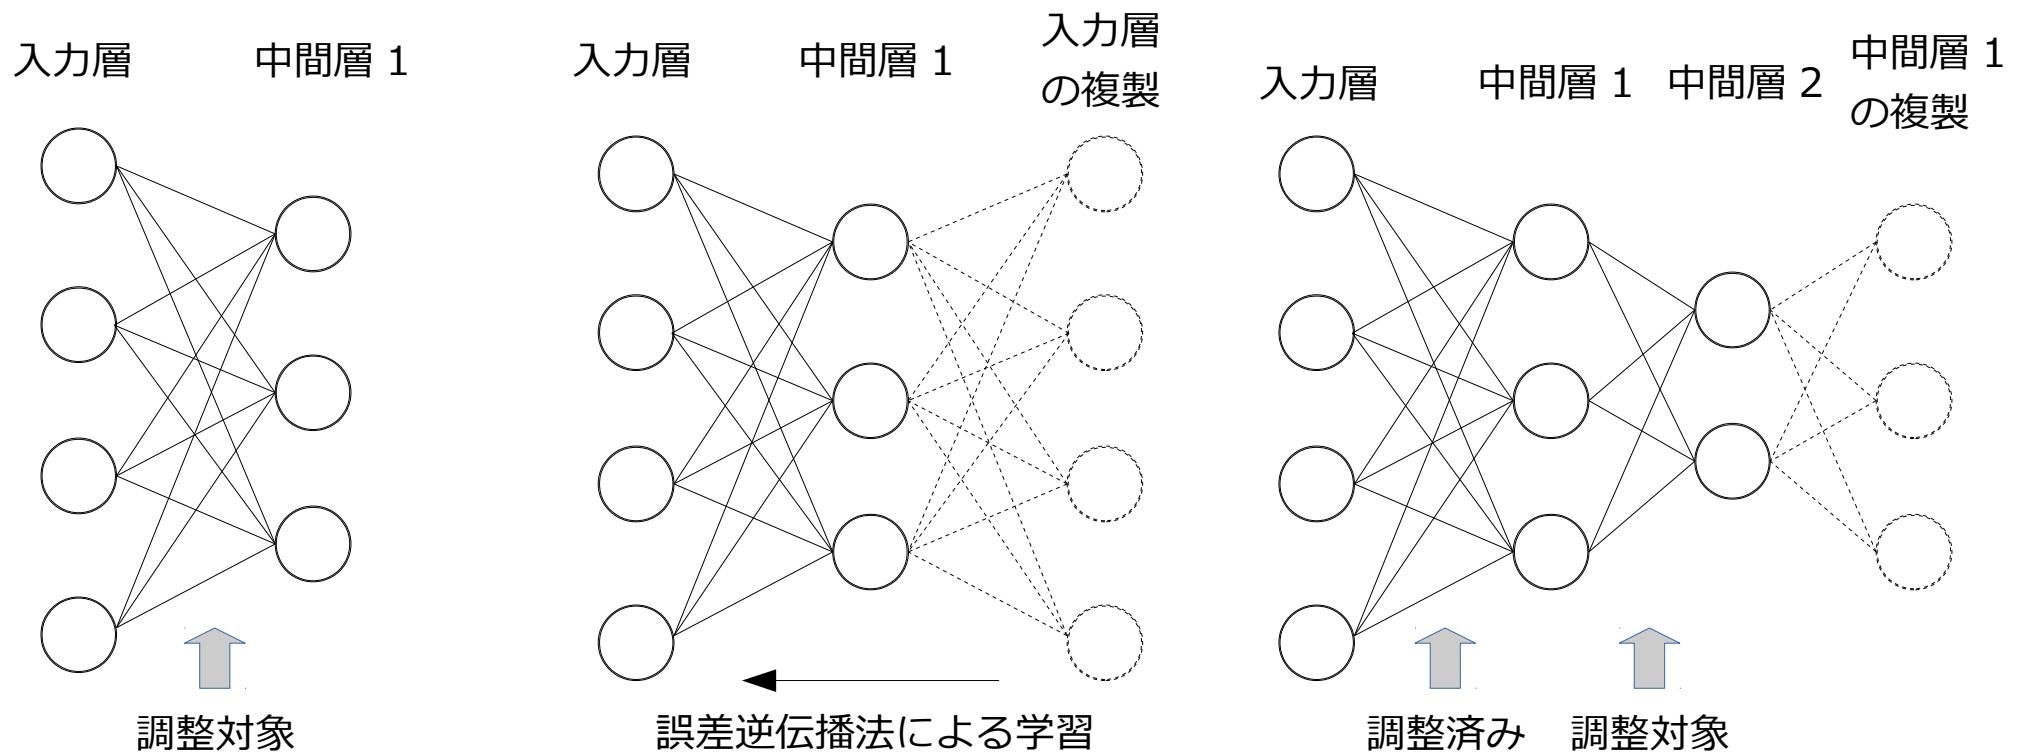 入力層
中間層 1
調整対象
入力層
中間層 1
入力層
の複製
誤差逆伝播法による学習
入力層
中間層 1
中間層 2
中間層 1
の複製
調整済み
調整対象